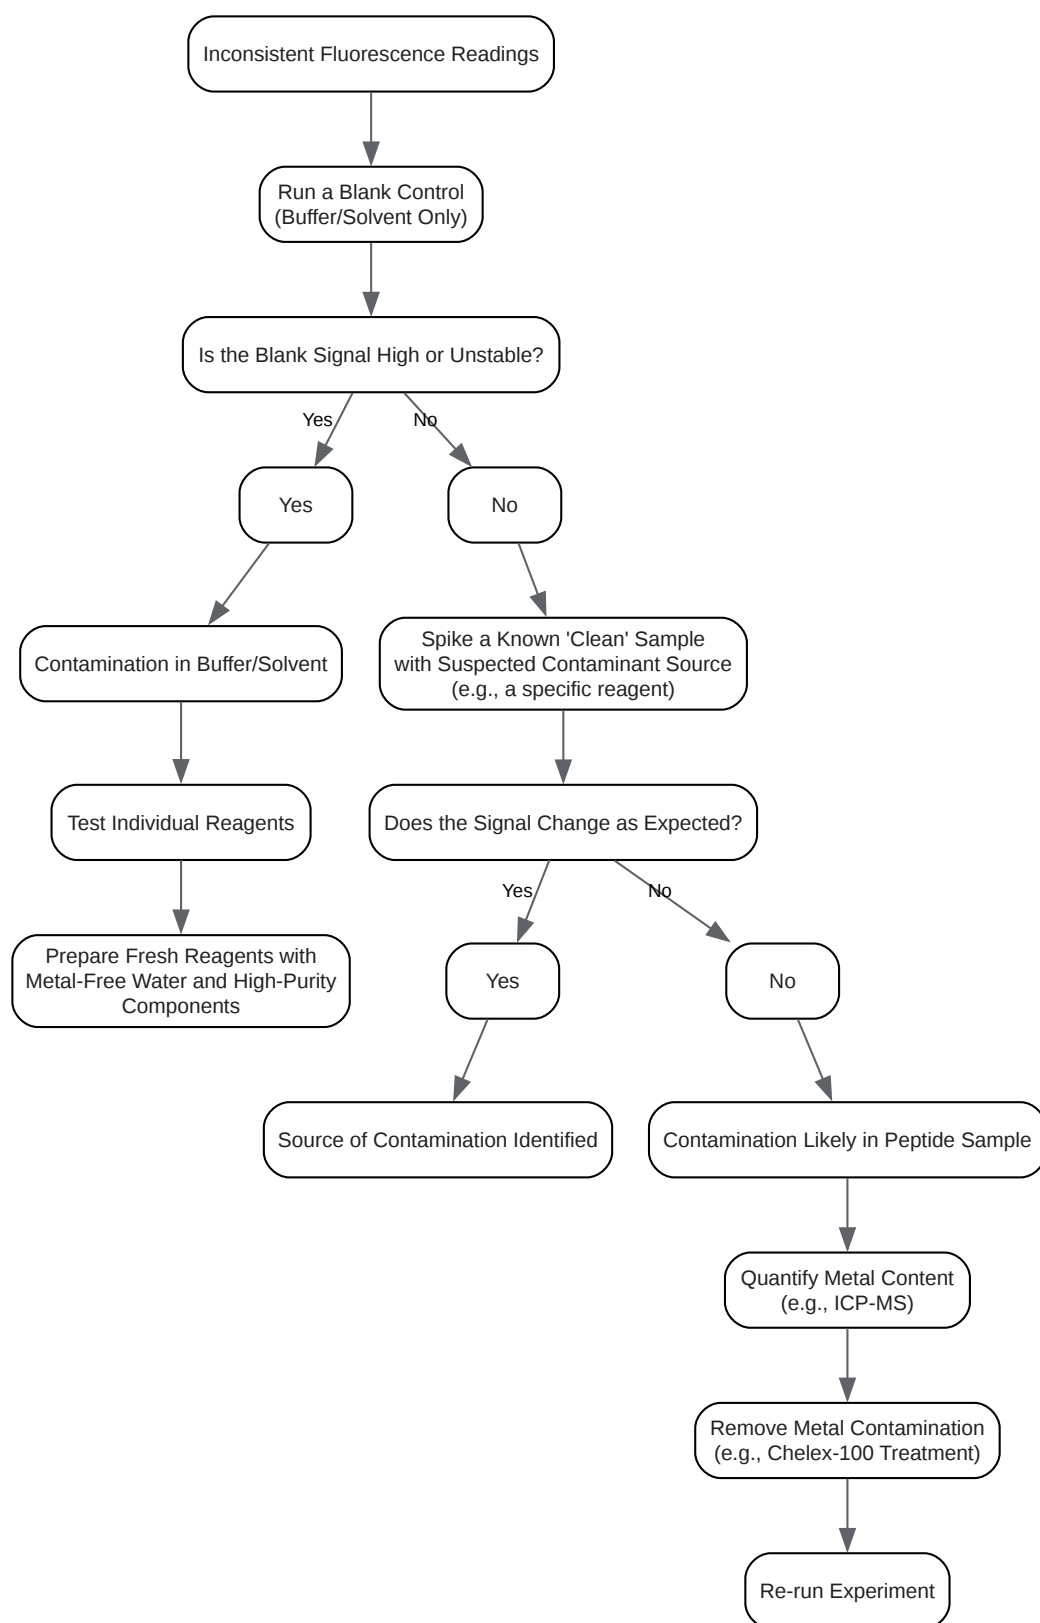 Inconsistent Fluorescence Readings
Run a Blank Control
(Buffer/Solvent Only)
Is the Blank Signal High or Unstable?
Yes
No
Yes
No
Contamination in Buffer/Solvent
Spike a Known 'Clean' Sample
with Suspected Contaminant Source
(e.g., a specific reagent)
Test Individual Reagents
Does the Signal Change as Expected?
Yes
No
Prepare Fresh Reagents with
Metal-Free Water and High-Purity
Components
Yes
No
Source of Contamination Identified
Contamination Likely in Peptide Sample
Quantify Metal Content
(e.g., ICP-MS)
Remove Metal Contamination
(e.g., Chelex-100 Treatment)
Re-run Experiment